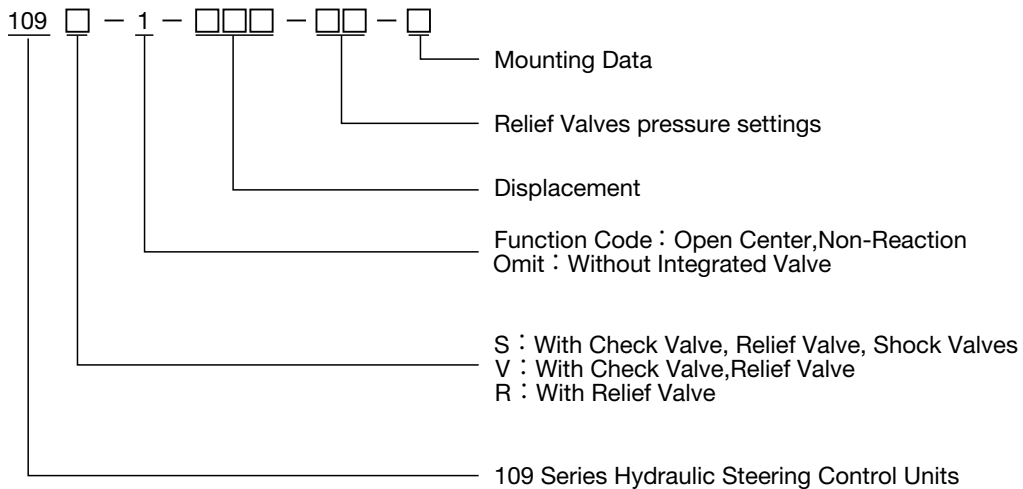 109 □ － 1 － □□□ － □□ － □
Mounting Data
Relief Valves pressure settings
Displacement
Function Code：Open Center,Non-Reaction
Omit：Without Integrated Valve
S：With Check Valve, Relief Valve, Shock Valves
V：With Check Valve,Relief Valve
R：With Relief Valve
109 Series Hydraulic Steering Control Units